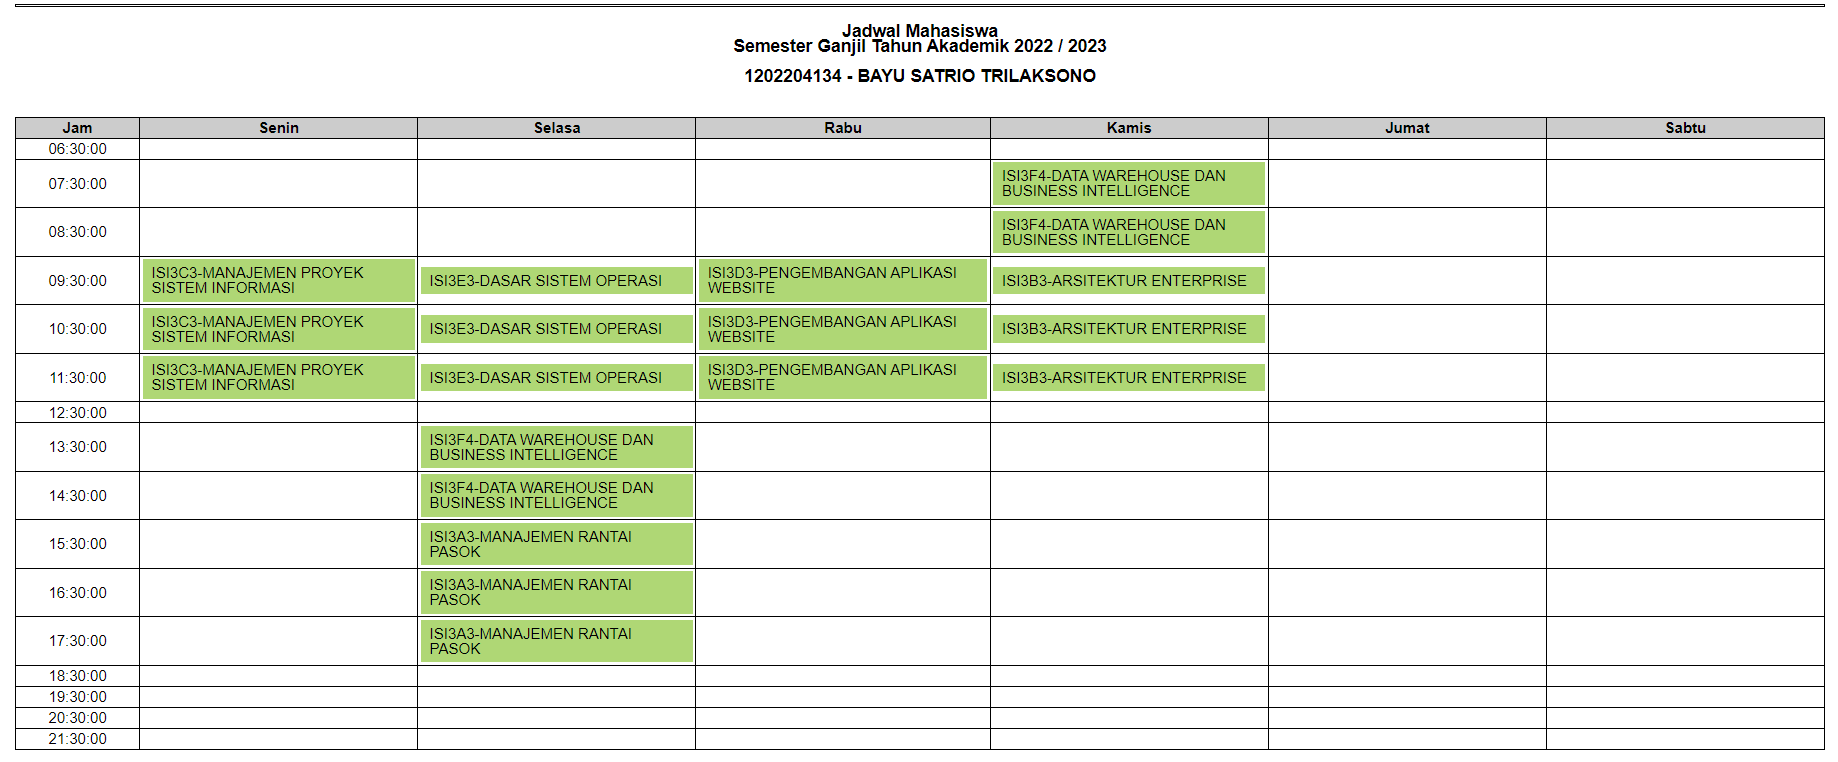 Jadwal Mahasiswa
Semester Ganjil Tahun Akademik 2022 / 2023
1202204134 - BAYU SATRIO TRILAKSONO
Jam Senin Selasa Rabu Kamis Jumat Sabtu
06:30:00
07:30:00
ISI3F4-DATA WAREHOUSE DAN
BUSINESS INTELLIGENCE
08:30:00
ISI3F4-DATA WAREHOUSE DAN
BUSINESS INTELLIGENCE
09:30:00
ISI3C3-MANAJEMEN PROYEK
SISTEM INFORMASI
ISI3E3-DASAR SISTEM OPERASI
ISI3D3-PENGEMBANGAN APLIKASI
WEBSITE
ISI3B3-ARSITEKTUR ENTERPRISE
10:30:00
ISI3C3-MANAJEMEN PROYEK
SISTEM INFORMASI
ISI3E3-DASAR SISTEM OPERASI
ISI3D3-PENGEMBANGAN APLIKASI
WEBSITE
ISI3B3-ARSITEKTUR ENTERPRISE
11:30:00
ISI3C3-MANAJEMEN PROYEK
SISTEM INFORMASI
ISI3E3-DASAR SISTEM OPERASI
ISI3D3-PENGEMBANGAN APLIKASI
WEBSITE
ISI3B3-ARSITEKTUR ENTERPRISE
12:30:00
13:30:00
ISI3F4-DATA WAREHOUSE DAN
BUSINESS INTELLIGENCE
14:30:00
ISI3F4-DATA WAREHOUSE DAN
BUSINESS INTELLIGENCE
15:30:00
ISI3A3-MANAJEMEN RANTAI
PASOK
16:30:00
ISI3A3-MANAJEMEN RANTAI
PASOK
17:30:00
ISI3A3-MANAJEMEN RANTAI
PASOK
18:30:00
19:30:00
20:30:00
21:30:00